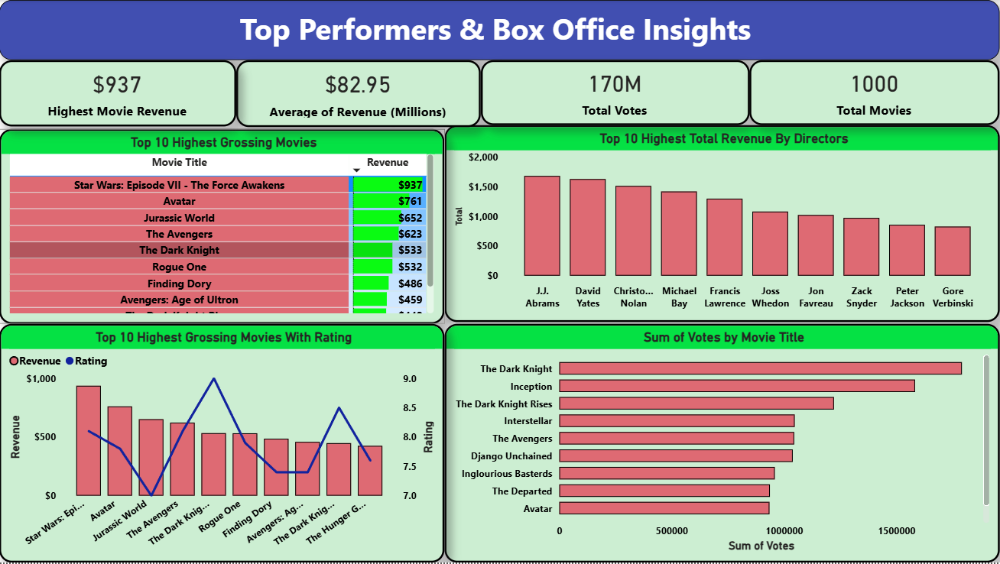 Top Performers & Box Office Insights
$937
Highest Movie Revenue
$82.95
Average of Revenue (Millions)
170M
Total Votes
1000
Total Movies
Top 10 Highest Grossing Movies
Movie Title Revenue
Star Wars: Episode VII - The Force Awakens $937
Avatar $761
Jurassic World $652
The Avengers $623
The Dark Knight $533
Rogue One $532
Finding Dory $486
Avengers: Age of Ultron $459
Top 10 Highest Total Revenue By Directors
Total
$2,000
$1,500
$1,000
$500
$0
J.J. Abrams
David Yates
Christo... Nolan
Michael Bay
Francis Lawrence
Joss Whedon
Jon Favreau
Zack Snyder
Peter Jackson
Gore Verbinski
Top 10 Highest Grossing Movies With Rating
Revenue Rating
Revenue
$1,000
$500
$0
9.0
8.5
8.0
7.5
7.0
Rating
Star Wars: Epi...
Avatar
Jurassic World
The Avengers
The Dark Knig...
Rogue One
Finding Dory
Avengers: Ag...
The Dark Knig...
The Hunger G...
Sum of Votes by Movie Title
The Dark Knight
Inception
The Dark Knight Rises
Interstellar
The Avengers
Django Unchained
Inglourious Basterds
The Departed
Avatar
0 500000 1000000 1500000
Sum of Votes